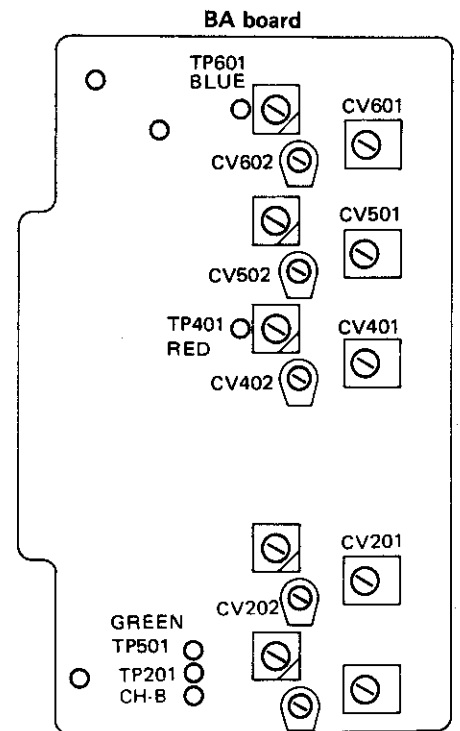 BA board
TP601
BLUE
CV601
CV602
CV501
CV502
TP401
CV401
RED
CV402
CV201
CV202
GREEN
TP501
TP201
CH-B